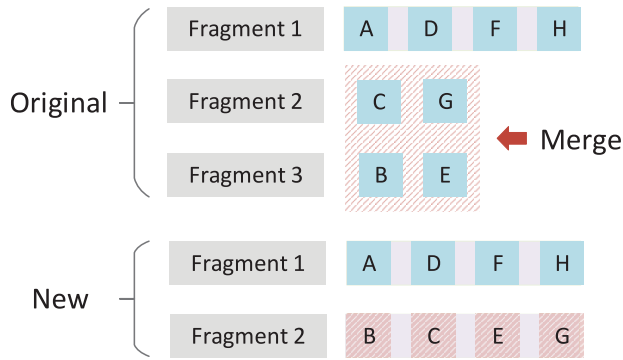 Fragment 1 A D F H
Fragment 2 C G
Original
Merge
Fragment 3 B E
Fragment 1 A D F H
New
Fragment 2 B C E G